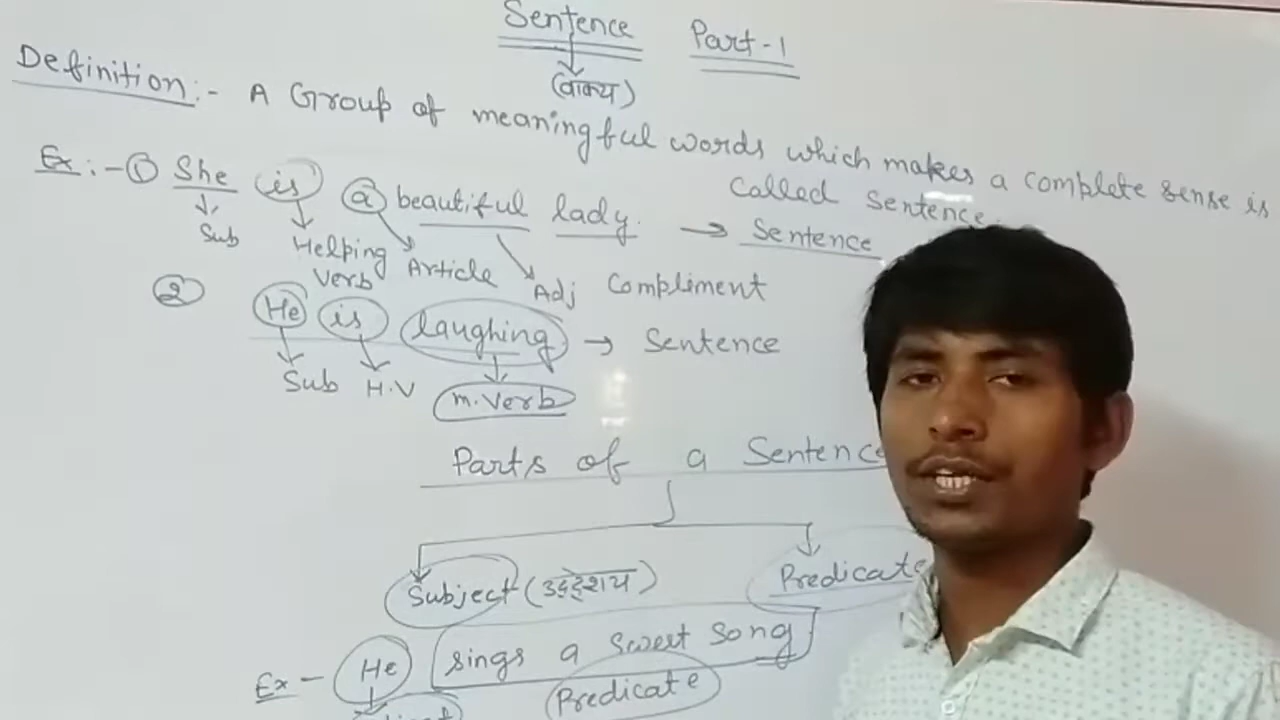 Sentence Part-1
(वाक्य)
Definition:- A Group of meaningful words which makes a complete sense is
called Sentence.
Ex:-① She is a beautiful lady. → Sentence
Sub Helping Verb Article Adj Compliment
② He is laughing → Sentence
Sub H.V m.Verb
Parts of a Sentence
Subject (उद्देशय) Predicate
Ex- He sings a sweet song
Predicate